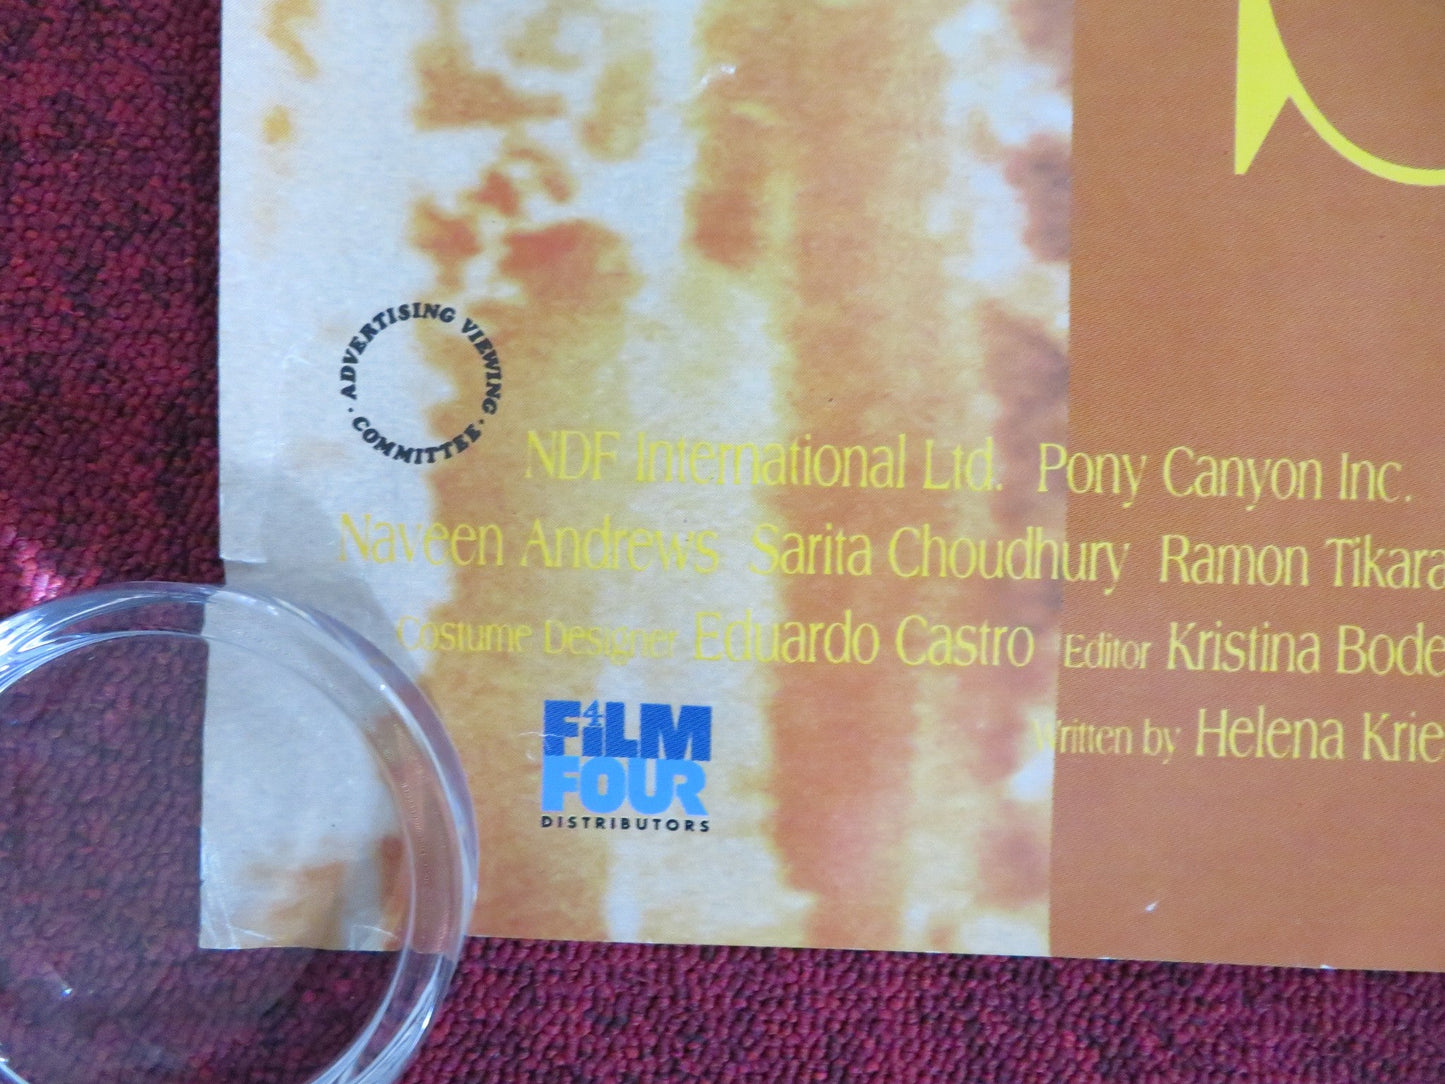 · ADVERTISING VIEWING ·
COMMITTEE
NDF International Ltd. Pony Canyon Inc.
Naveen Andrews Sarita Choudhury Ramon Tikara
Costume Designer Eduardo Castro Editor Kristina Bode
Written by Helena Krie
FiLM4
FOUR
DISTRIBUTORS